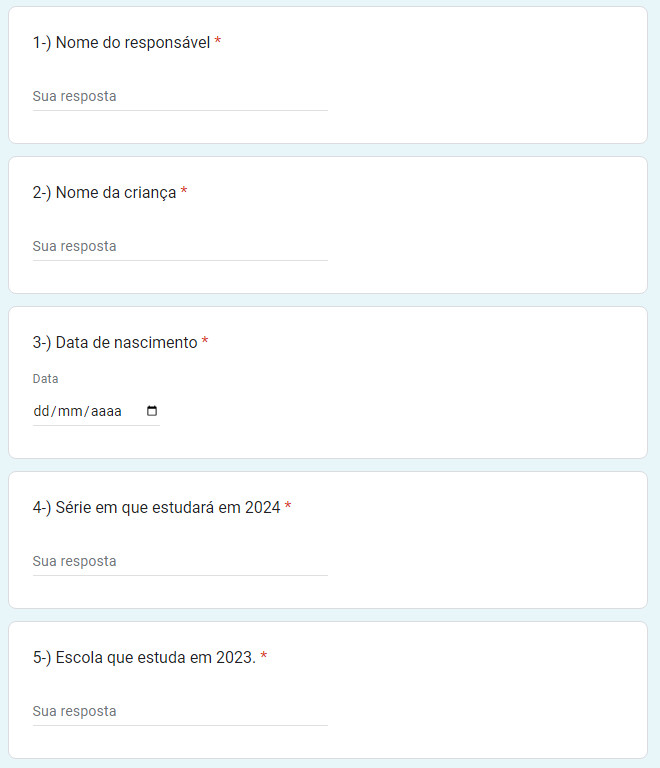 1-) Nome do responsável *
Sua resposta
2-) Nome da criança *
Sua resposta
3-) Data de nascimento *
Data
dd/mm/aaaa
4-) Série em que estudará em 2024 *
Sua resposta
5-) Escola que estuda em 2023. *
Sua resposta